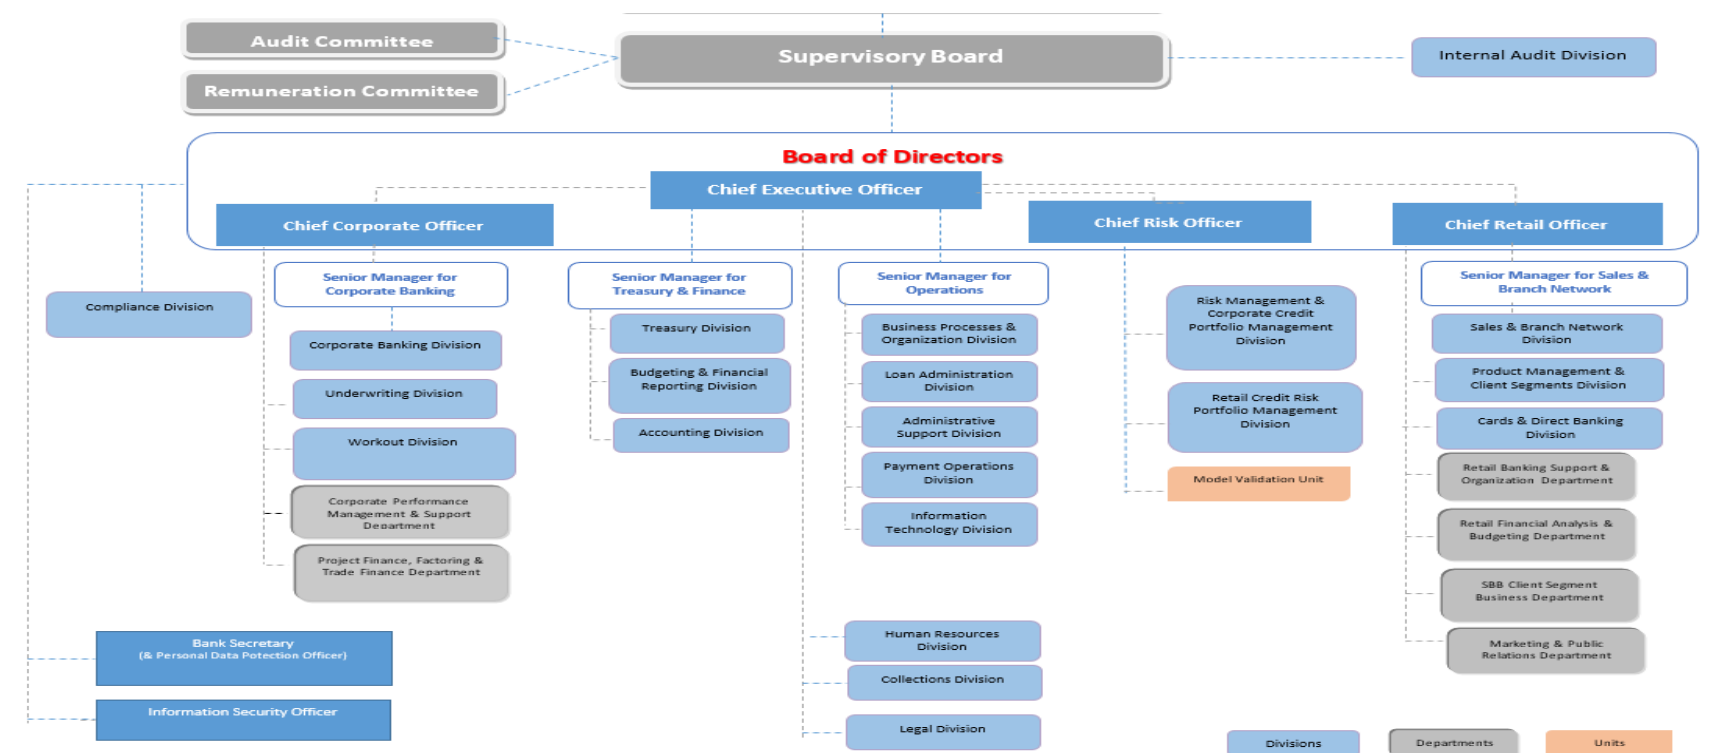 Audit Committee
Remuneration Committee
Supervisory Board
Internal Audit Division
Board of Directors
Chief Executive Officer
Chief Corporate Officer
Chief Risk Officer
Chief Retail Officer
Compliance Division
Senior Manager for
Corporate Banking
Corporate Banking Division
Underwriting Division
Workout Division
Corporate Performance
Management & Support
Department
Project Finance, Factoring &
Trade Finance Department
Senior Manager for
Treasury & Finance
Treasury Division
Budgeting & Financial
Reporting Division
Accounting Division
Senior Manager for
Operations
Business Processes &
Organization Division
Loan Administration
Division
Administrative
Support Division
Payment Operations
Division
Information
Technology Division
Human Resources
Division
Collections Division
Legal Division
Risk Management &
Corporate Credit
Portfolio Management
Division
Retail Credit Risk
Portfolio Management
Division
Model Validation Unit
Senior Manager for Sales &
Branch Network
Sales & Branch Network
Division
Product Management &
Client Segments Division
Cards & Direct Banking
Division
Retail Banking Support &
Organization Department
Retail Financial Analysis &
Budgeting Department
SBB Client Segment
Business Department
Marketing & Public
Relations Department
Bank Secretary
(& Personal Data Potection Officer)
Information Security Officer
Divisions
Departments
Units